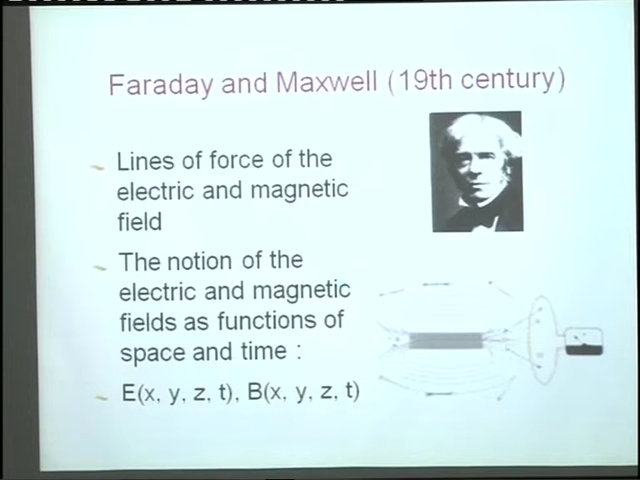 Faraday and Maxwell (19th century)
Lines of force of the
electric and magnetic
field
The notion of the
electric and magnetic
fields as functions of
space and time :
E(x, y, z, t), B(x, y, z, t)